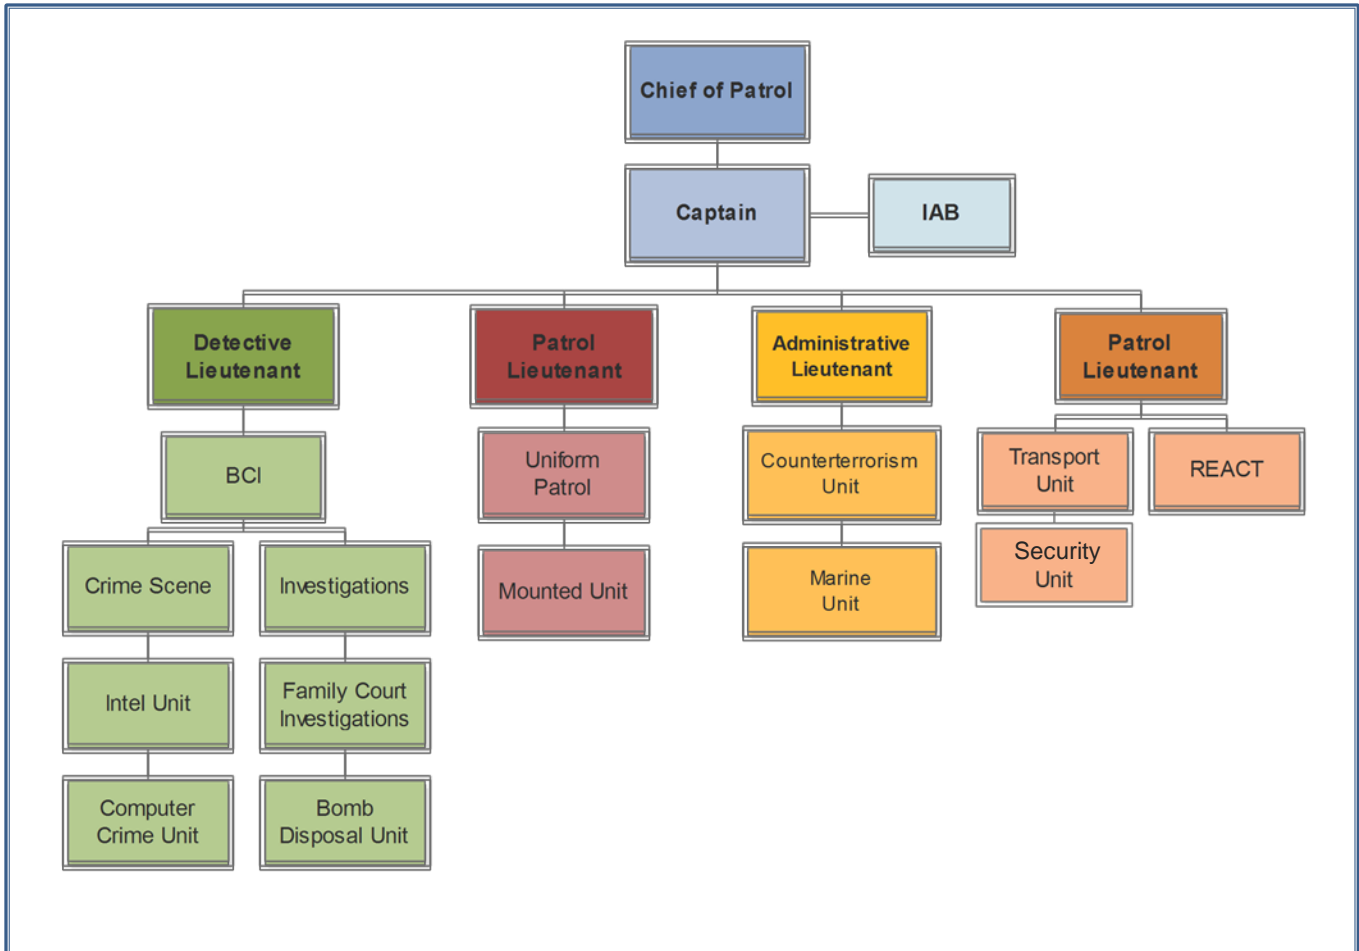 Chief of Patrol
Captain
IAB
Detective
Lieutenant
Patrol
Lieutenant
Administrative
Lieutenant
Patrol
Lieutenant
BCI
Uniform
Patrol
Counterterrorism
Unit
Transport
Unit
REACT
Crime Scene
Investigations
Mounted Unit
Marine
Unit
Security
Unit
Intel Unit
Family Court
Investigations
Computer
Crime Unit
Bomb
Disposal Unit